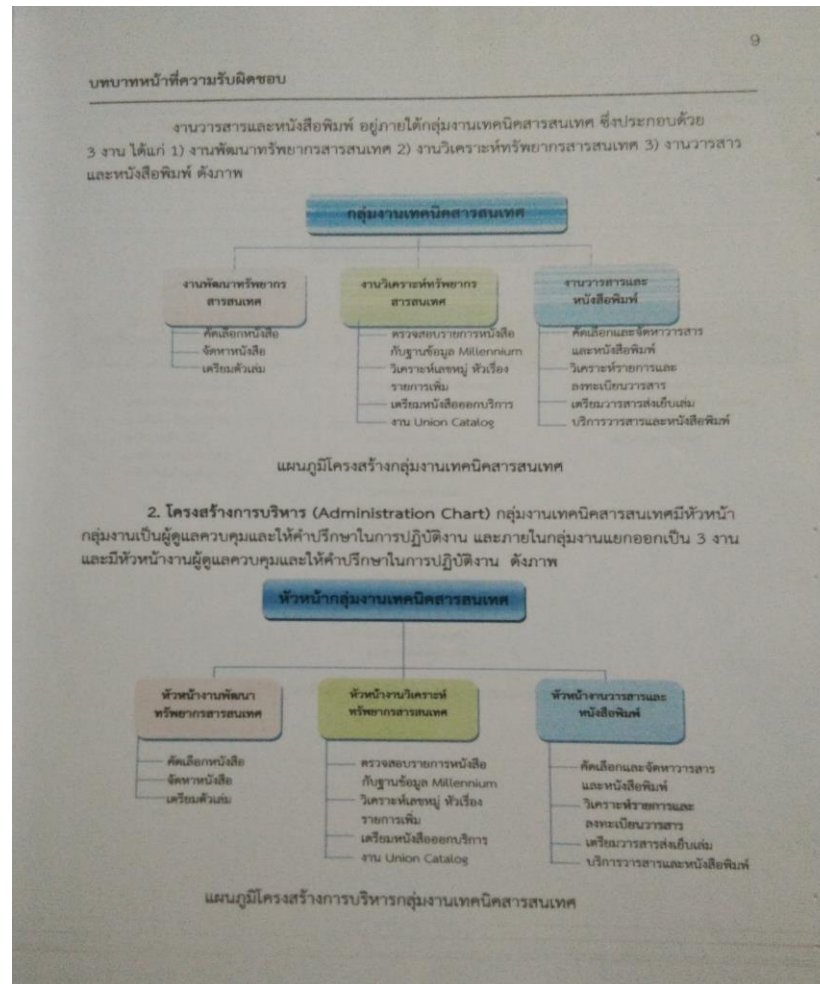 9
บทบาทหน้าที่ความรับผิดชอบ
งานวารสารและหนังสือพิมพ์ อยู่ภายใต้กลุ่มงานเทคนิคสารสนเทศ ซึ่งประกอบด้วย
3 งาน ได้แก่ 1) งานพัฒนาทรัพยากรสารสนเทศ 2) งานวิเคราะห์ทรัพยากรสารสนเทศ 3) งานวารสาร
และหนังสือพิมพ์ ดังภาพ
กลุ่มงานเทคนิคสารสนเทศ
งานพัฒนาทรัพยากร
สารสนเทศ
คัดเลือกหนังสือ
จัดหาหนังสือ
เตรียมตัวเล่ม
งานวิเคราะห์ทรัพยากร
สารสนเทศ
ตรวจสอบรายการหนังสือ
กับฐานข้อมูล Millennium
วิเคราะห์เลขหมู่ หัวเรื่อง
รายการเพิ่ม
เตรียมหนังสือออกบริการ
งาน Union Catalog
งานวารสารและ
หนังสือพิมพ์
คัดเลือกและจัดหาวารสาร
และหนังสือพิมพ์
วิเคราะห์รายการและ
ลงทะเบียนวารสาร
เตรียมวารสารส่งเย็บเล่ม
บริการวารสารและหนังสือพิมพ์
แผนภูมิโครงสร้างกลุ่มงานเทคนิคสารสนเทศ
2. โครงสร้างการบริหาร (Administration Chart) กลุ่มงานเทคนิคสารสนเทศมีหัวหน้า
กลุ่มงานเป็นผู้ดูแลควบคุมและให้คำปรึกษาในการปฏิบัติงาน และภายในกลุ่มงานแยกออกเป็น 3 งาน
และมีหัวหน้างานผู้ดูแลควบคุมและให้คำปรึกษาในการปฏิบัติงาน ดังภาพ
หัวหน้ากลุ่มงานเทคนิคสารสนเทศ
หัวหน้างานพัฒนา
ทรัพยากรสารสนเทศ
คัดเลือกหนังสือ
จัดหาหนังสือ
เตรียมตัวเล่ม
หัวหน้างานวิเคราะห์
ทรัพยากรสารสนเทศ
ตรวจสอบรายการหนังสือ
กับฐานข้อมูล Millennium
วิเคราะห์เลขหมู่ หัวเรื่อง
รายการเพิ่ม
เตรียมหนังสือออกบริการ
งาน Union Catalog
หัวหน้างานวารสารและ
หนังสือพิมพ์
คัดเลือกและจัดหาวารสาร
และหนังสือพิมพ์
วิเคราะห์รายการและ
ลงทะเบียนวารสาร
เตรียมวารสารส่งเย็บเล่ม
บริการวารสารและหนังสือพิมพ์
แผนภูมิโครงสร้างการบริหารกลุ่มงานเทคนิคสารสนเทศ